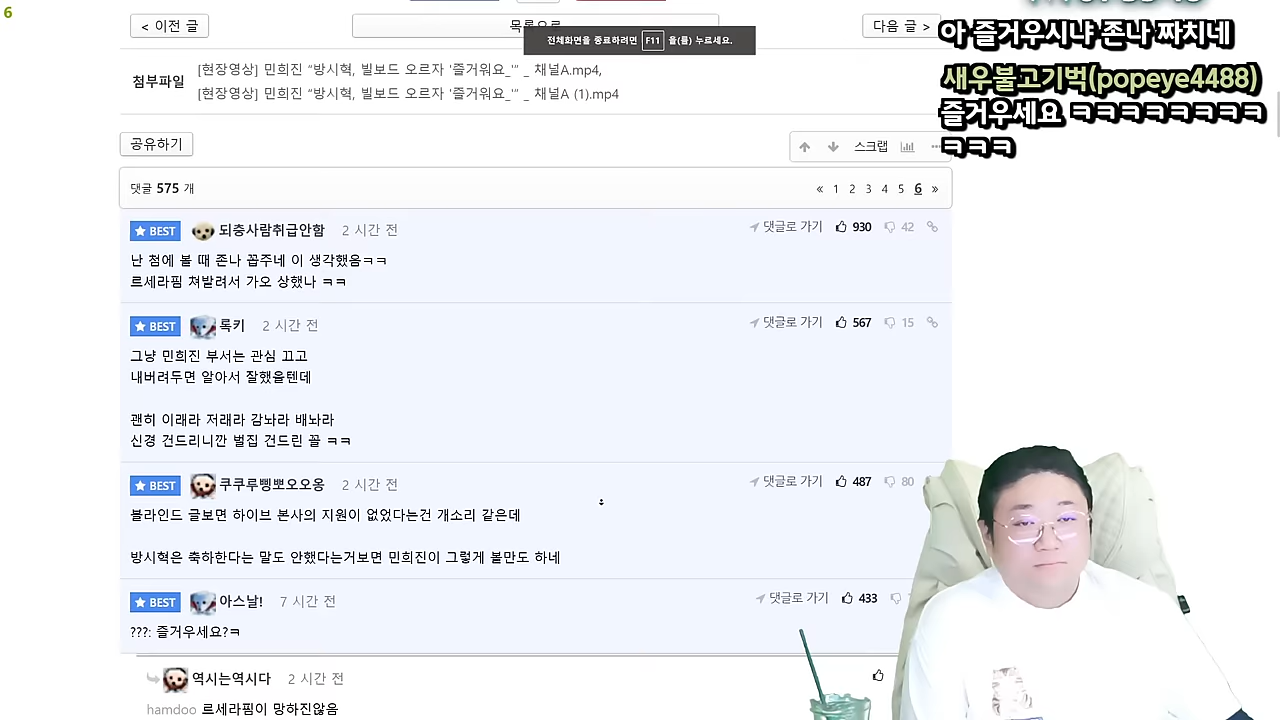 6
< 이전 글
목록으로
다음 글 >
전체화면을 종료하려면 F11 을(를) 누르세요.
아 즐거우시냐 존나 짜치네
새우불고기벅(popeye4488)
즐거우세요 ㅋㅋㅋㅋㅋㅋㅋㅋ
ㅋㅋㅋ
첨부파일
[현장영상] 민희진 “방시혁, 빌보드 오르자 '즐거워요_'” _ 채널A.mp4,
[현장영상] 민희진 “방시혁, 빌보드 오르자 '즐거우요_'” _ 채널A (1).mp4
공유하기
스크랩
댓글 575 개
« 1 2 3 4 5 6 »
BEST 되충사람취급안함 2 시간 전
댓글로 가기 930 42
난 첨에 볼 때 존나 꼽주네 이 생각했음ㅋㅋ
르세라핌 쳐발려서 가오 상했나 ㅋㅋ
BEST 록키 2 시간 전
댓글로 가기 567 15
그냥 민희진 부서는 관심 끄고
내버려두면 알아서 잘했을텐데
괜히 이래라 저래라 감놔라 배놔라
신경 건드리니깐 벌집 건드린 꼴 ㅋㅋ
BEST 쿠쿠루삥뽀오오옹 2 시간 전
댓글로 가기 487 80
블라인드 글보면 하이브 본사의 지원이 없었다는건 개소리 같은데
방시혁은 축하한다는 말도 안했다는거보면 민희진이 그렇게 볼만도 하네
BEST 아스날! 7 시간 전
댓글로 가기 433
???: 즐거우세요?ㅋ
역시는역시다 2 시간 전
hamdoo 르세라핌이 망하진않음